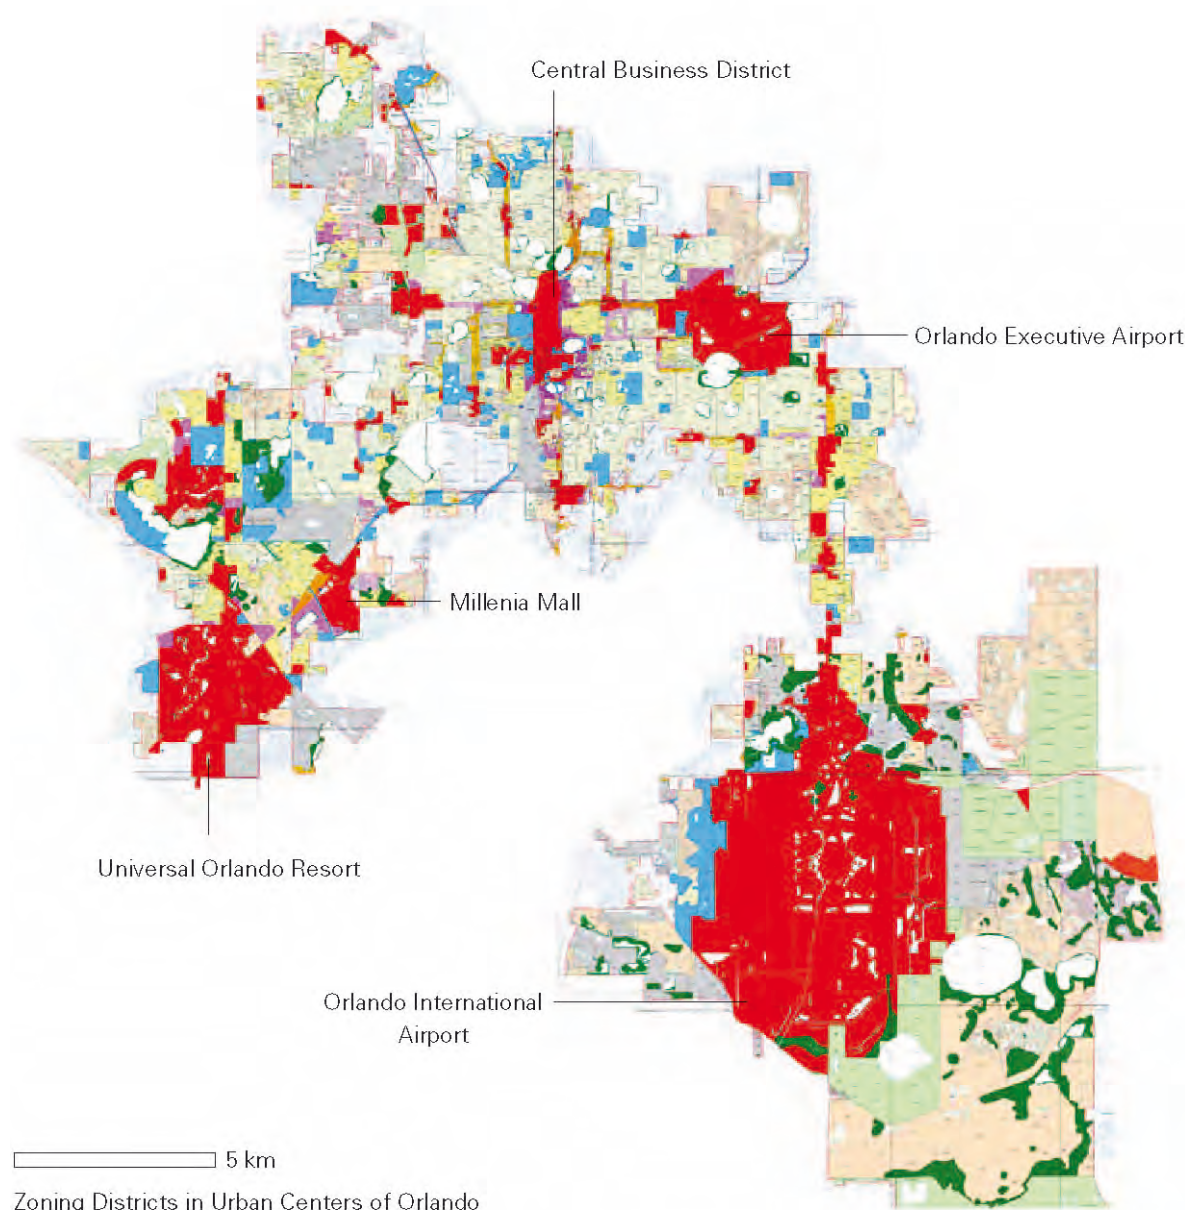 Central Business District
Orlando Executive Airport
Millenia Mall
Universal Orlando Resort
Orlando International
Airport
5 km
Zoning Districts in Urban Centers of Orlando